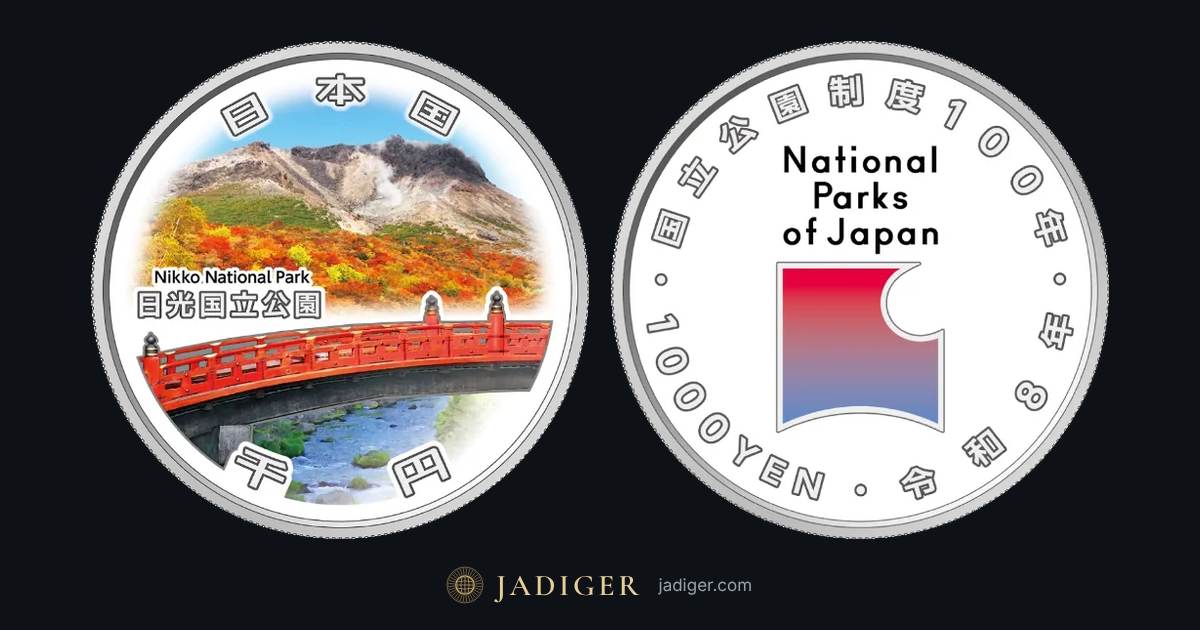 日本国
Nikko National Park
日光国立公園
千円
国立公園制度100年
National
Parks
of Japan
・1000YEN・令和8年・
JADIGER jadiger.com